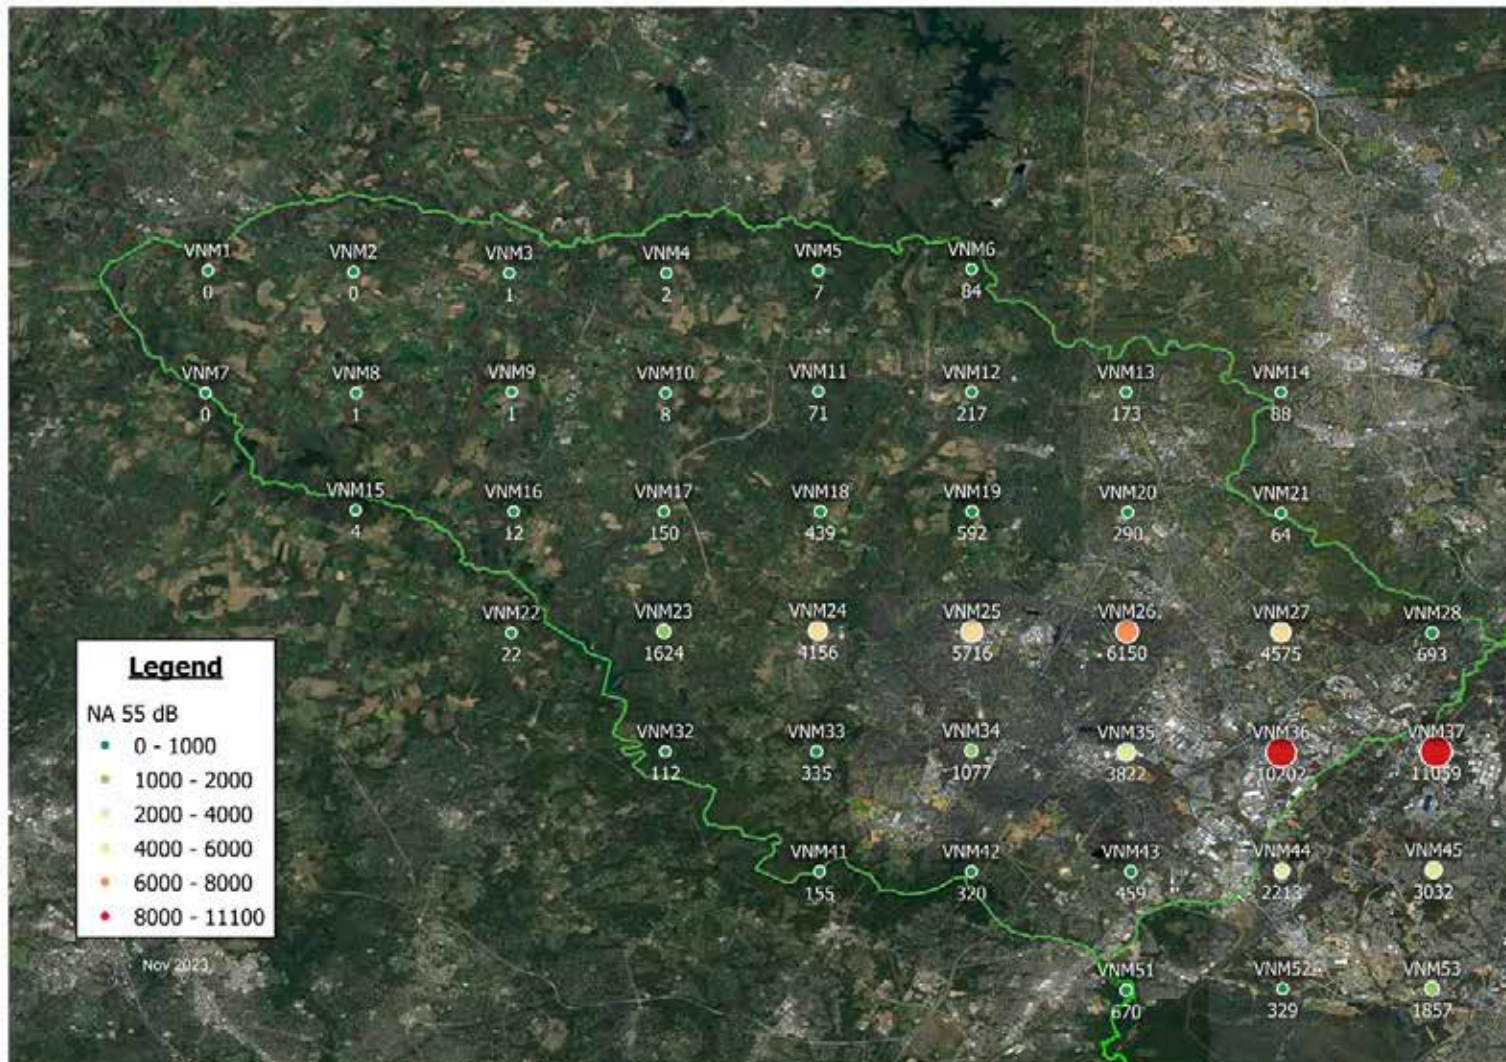 VNM1
0
VNM2
0
VNM3
1
VNM4
2
VNM5
7
VNM6
84
VNM7
0
VNM8
1
VNM9
1
VNM10
8
VNM11
71
VNM12
217
VNM13
173
VNM14
88
VNM15
4
VNM16
12
VNM17
150
VNM18
439
VNM19
592
VNM20
290
VNM21
64
VNM22
22
VNM23
1624
VNM24
4156
VNM25
5716
VNM26
6150
VNM27
4575
VNM28
693
VNM32
112
VNM33
335
VNM34
1077
VNM35
3822
VNM36
10202
VNM37
11059
VNM41
155
VNM42
320
VNM43
459
VNM44
2213
VNM45
3032
VNM51
670
VNM52
329
VNM53
1857
Legend
NA 55 dB
0 - 1000
1000 - 2000
2000 - 4000
4000 - 6000
6000 - 8000
8000 - 11100
Nov 2023